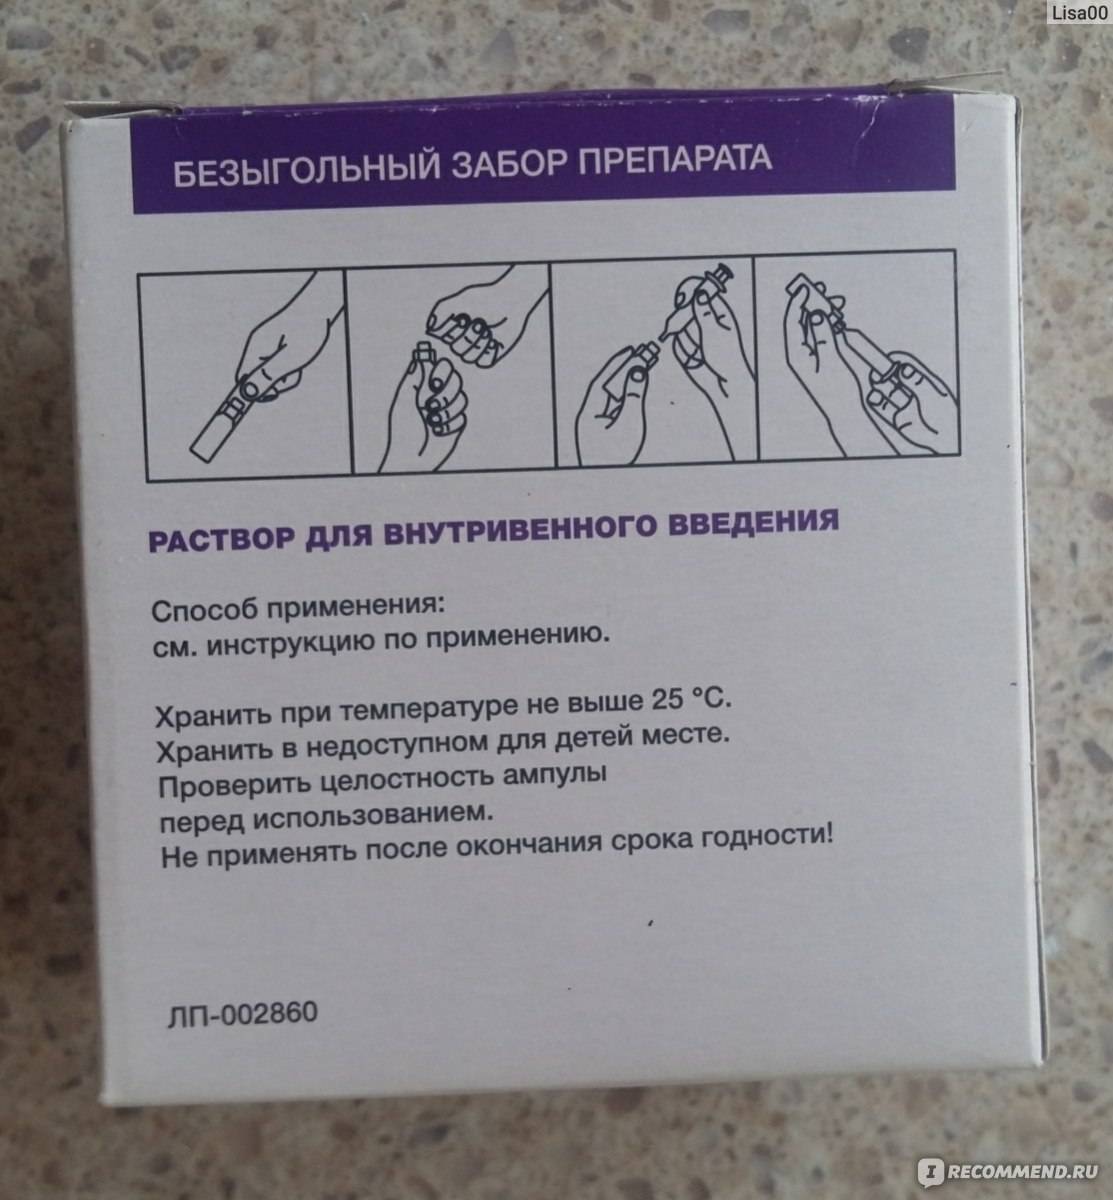 Lisa00
БЕЗЫГОЛЬНЫЙ ЗАБОР ПРЕПАРАТА
РАСТВОР ДЛЯ ВНУТРИВЕННОГО ВВЕДЕНИЯ
Способ применения:
см. инструкцию по применению.
Хранить при температуре не выше 25 °С.
Хранить в недоступном для детей месте.
Проверить целостность ампулы
перед использованием.
Не применять после окончания срока годности!
ЛП-002860
IRECOMMEND.RU